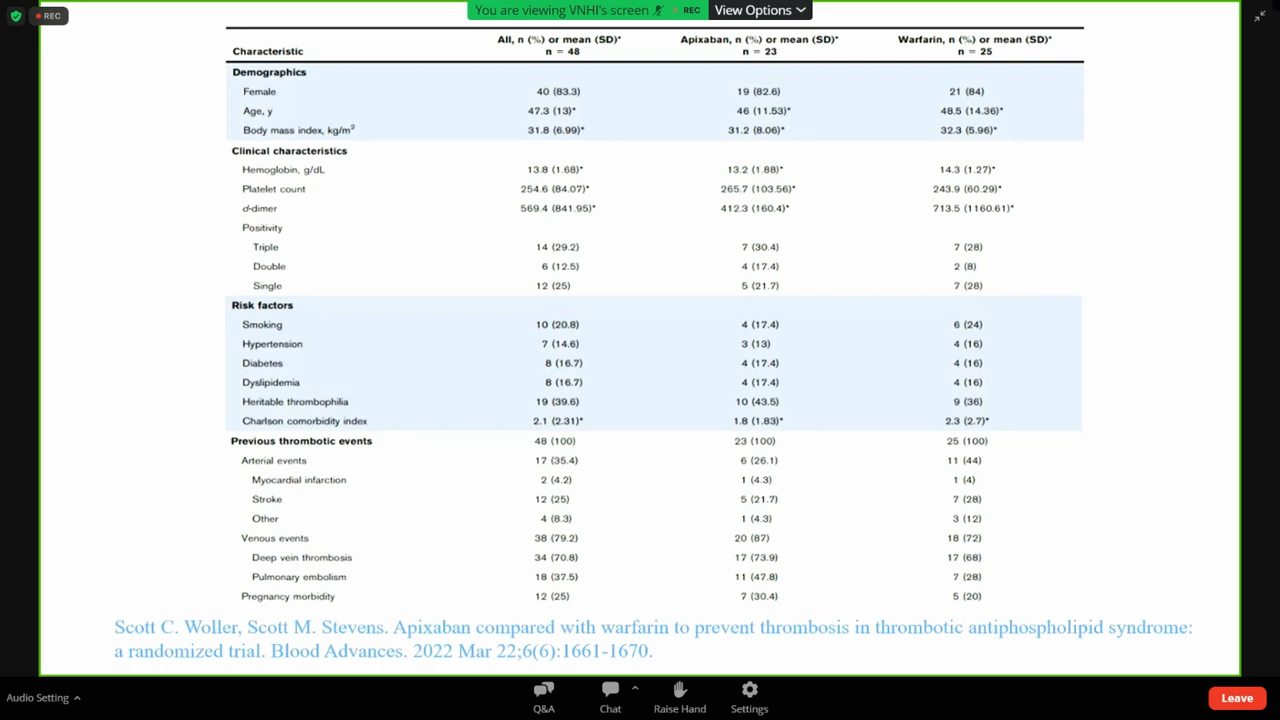 You are viewing VNHI's screen REC View Options
REC
Characteristic All, n (%) or mean (SD)* n = 48 Apixaban, n (%) or mean (SD)* n = 23 Warfarin, n (%) or mean (SD)* n = 25
Demographics
Female 40 (83.3) 19 (82.6) 21 (84)
Age, y 47.3 (13)* 46 (11.53)* 48.5 (14.36)*
Body mass index, kg/m² 31.8 (6.99)* 31.2 (8.06)* 32.3 (5.96)*
Clinical characteristics
Hemoglobin, g/dL 13.8 (1.68)* 13.2 (1.88)* 14.3 (1.27)*
Platelet count 254.6 (84.07)* 265.7 (103.56)* 243.9 (60.29)*
d-dimer 569.4 (841.95)* 412.3 (160.4)* 713.5 (1160.61)*
Positivity
Triple 14 (29.2) 7 (30.4) 7 (28)
Double 6 (12.5) 4 (17.4) 2 (8)
Single 12 (25) 5 (21.7) 7 (28)
Risk factors
Smoking 10 (20.8) 4 (17.4) 6 (24)
Hypertension 7 (14.6) 3 (13) 4 (16)
Diabetes 8 (16.7) 4 (17.4) 4 (16)
Dyslipidemia 8 (16.7) 4 (17.4) 4 (16)
Heritable thrombophilia 19 (39.6) 10 (43.5) 9 (36)
Charlson comorbidity index 2.1 (2.31)* 1.8 (1.83)* 2.3 (2.7)*
Previous thrombotic events 48 (100) 23 (100) 25 (100)
Arterial events 17 (35.4) 6 (26.1) 11 (44)
Myocardial infarction 2 (4.2) 1 (4.3) 1 (4)
Stroke 12 (25) 5 (21.7) 7 (28)
Other 4 (8.3) 1 (4.3) 3 (12)
Venous events 38 (79.2) 20 (87) 18 (72)
Deep vein thrombosis 34 (70.8) 17 (73.9) 17 (68)
Pulmonary embolism 18 (37.5) 11 (47.8) 7 (28)
Pregnancy morbidity 12 (25) 7 (30.4) 5 (20)
Scott C. Woller, Scott M. Stevens. Apixaban compared with warfarin to prevent thrombosis in thrombotic antiphospholipid syndrome:
a randomized trial. Blood Advances. 2022 Mar 22;6(6):1661-1670.
Audio Setting Q&A Chat Raise Hand Settings Leave